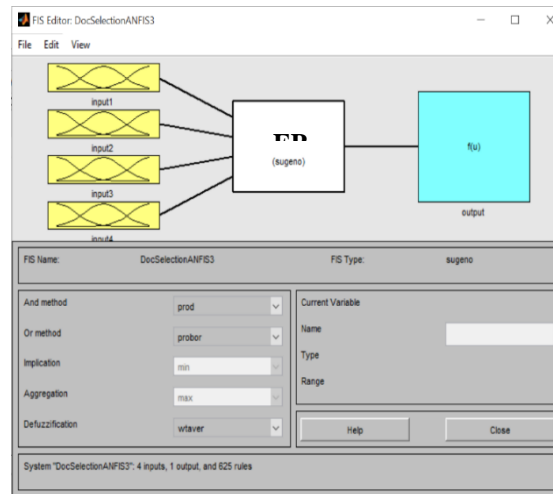 FIS Editor: DocSelectionANFIS3
File Edit View
input1
input2
input3
input4
(sugeno)
f(u)
output
FIS Name: DocSelectionANFIS3 FIS Type: sugeno
And method prod
Or method probor
Implication min
Aggregation max
Defuzzification wtaver
Current Variable
Name
Type
Range
Help Close
System "DocSelectionANFIS3": 4 inputs, 1 output, and 625 rules